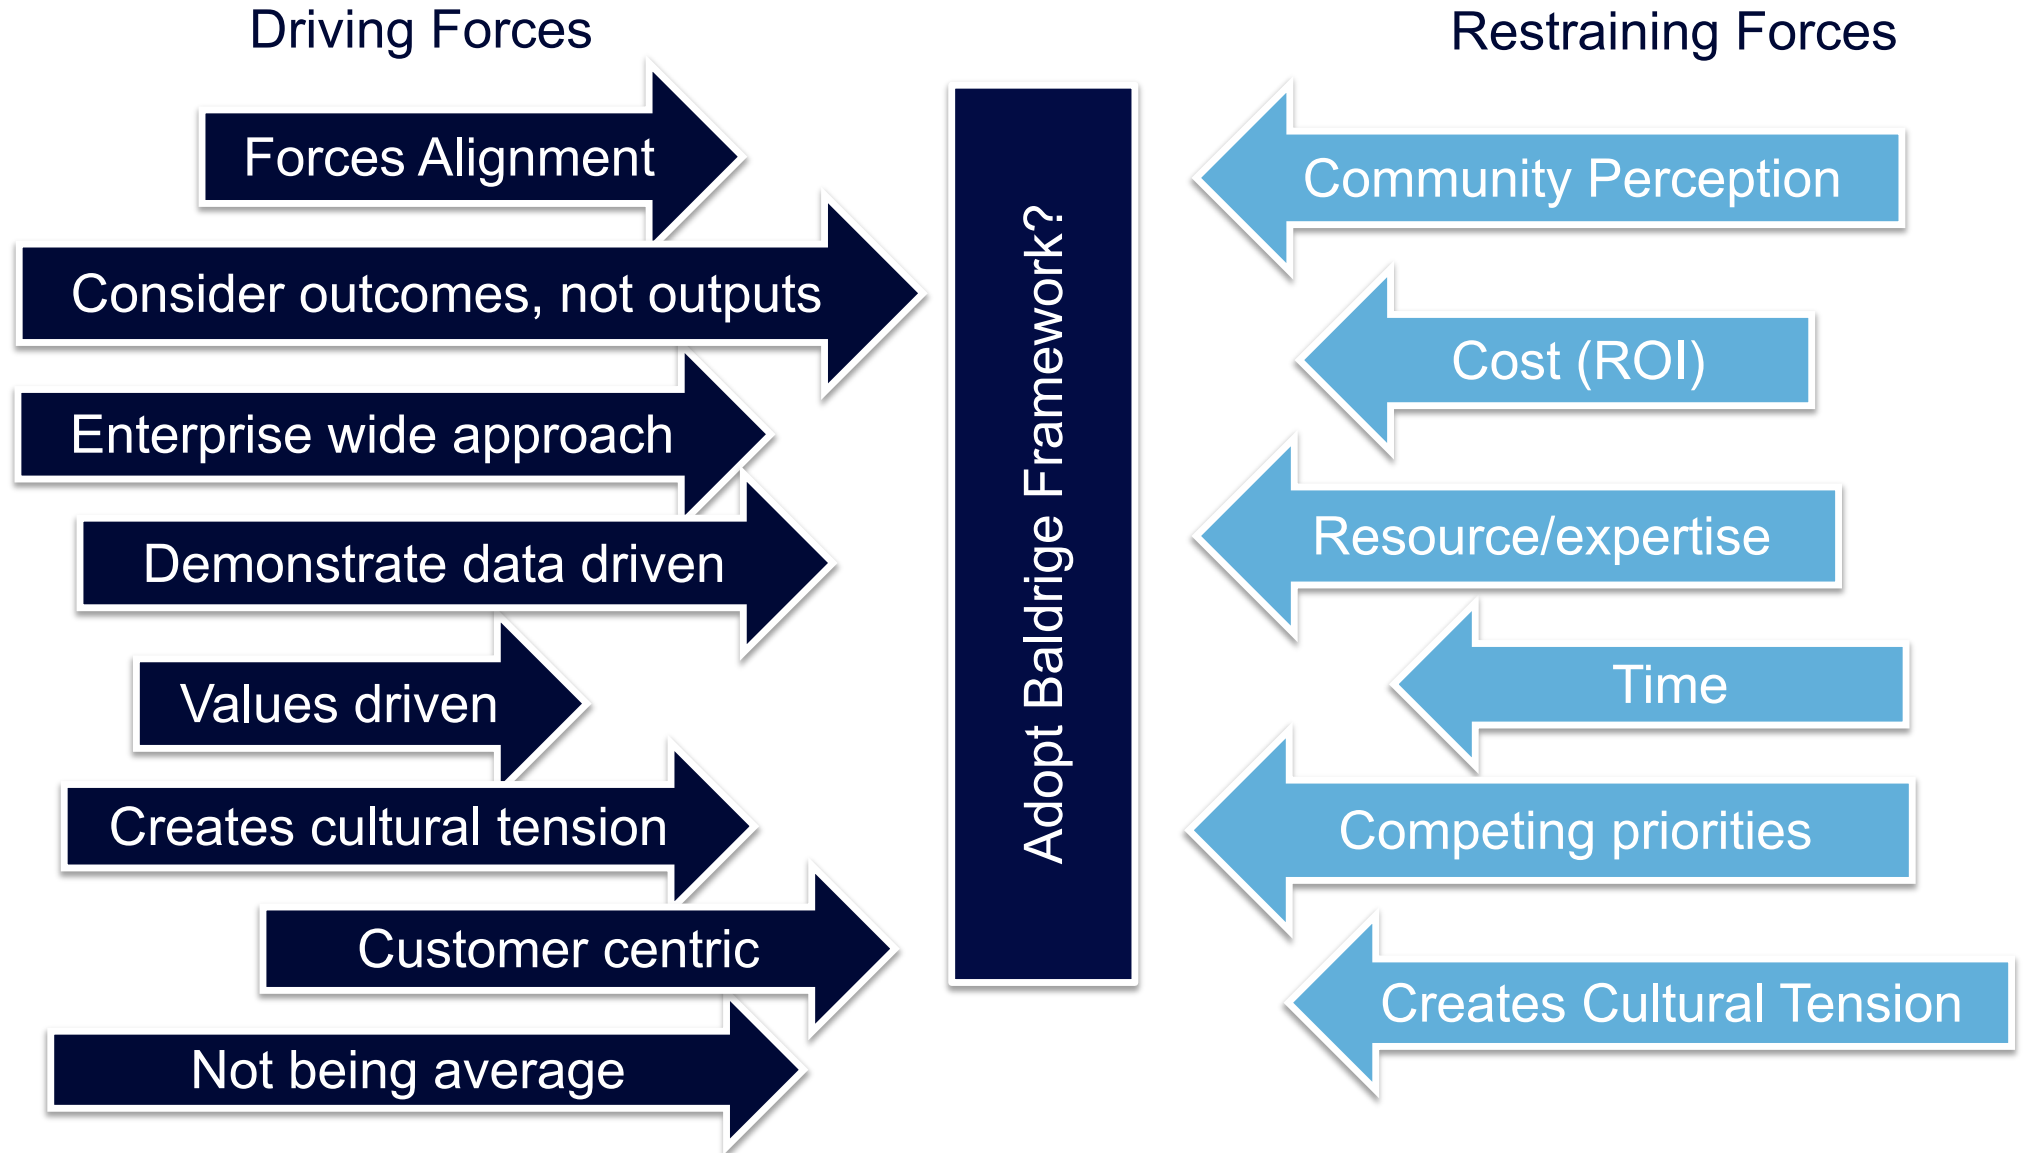 Driving Forces
Restraining Forces
Forces Alignment
Consider outcomes, not outputs
Enterprise wide approach
Demonstrate data driven
Values driven
Creates cultural tension
Customer centric
Not being average
Adopt Baldrige Framework?
Community Perception
Cost (ROI)
Resource/expertise
Time
Competing priorities
Creates Cultural Tension